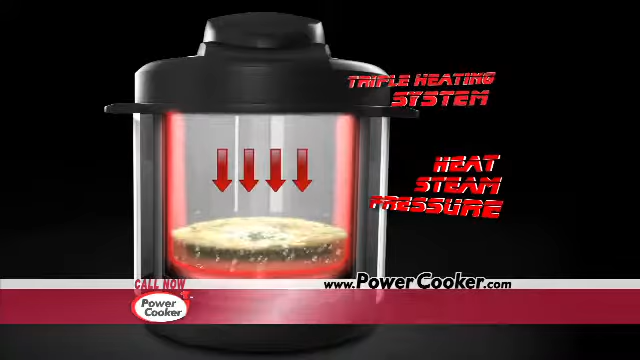 TRIPLE HEATING
SYSTEM
HEAT
STEAM
PRESSURE
CALL NOW
www.PowerCooker.com
Power
Cooker